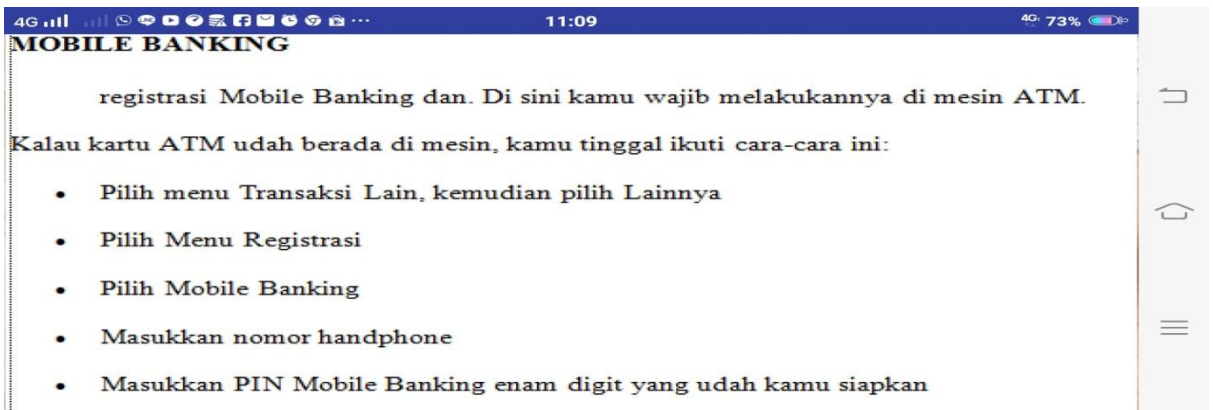 4G 11:09 4G 73%
MOBILE BANKING
registrasi Mobile Banking dan. Di sini kamu wajib melakukannya di mesin ATM.
Kalau kartu ATM udah berada di mesin, kamu tinggal ikuti cara-cara ini:
• Pilih menu Transaksi Lain, kemudian pilih Lainnya
• Pilih Menu Registrasi
• Pilih Mobile Banking
• Masukkan nomor handphone
• Masukkan PIN Mobile Banking enam digit yang udah kamu siapkan